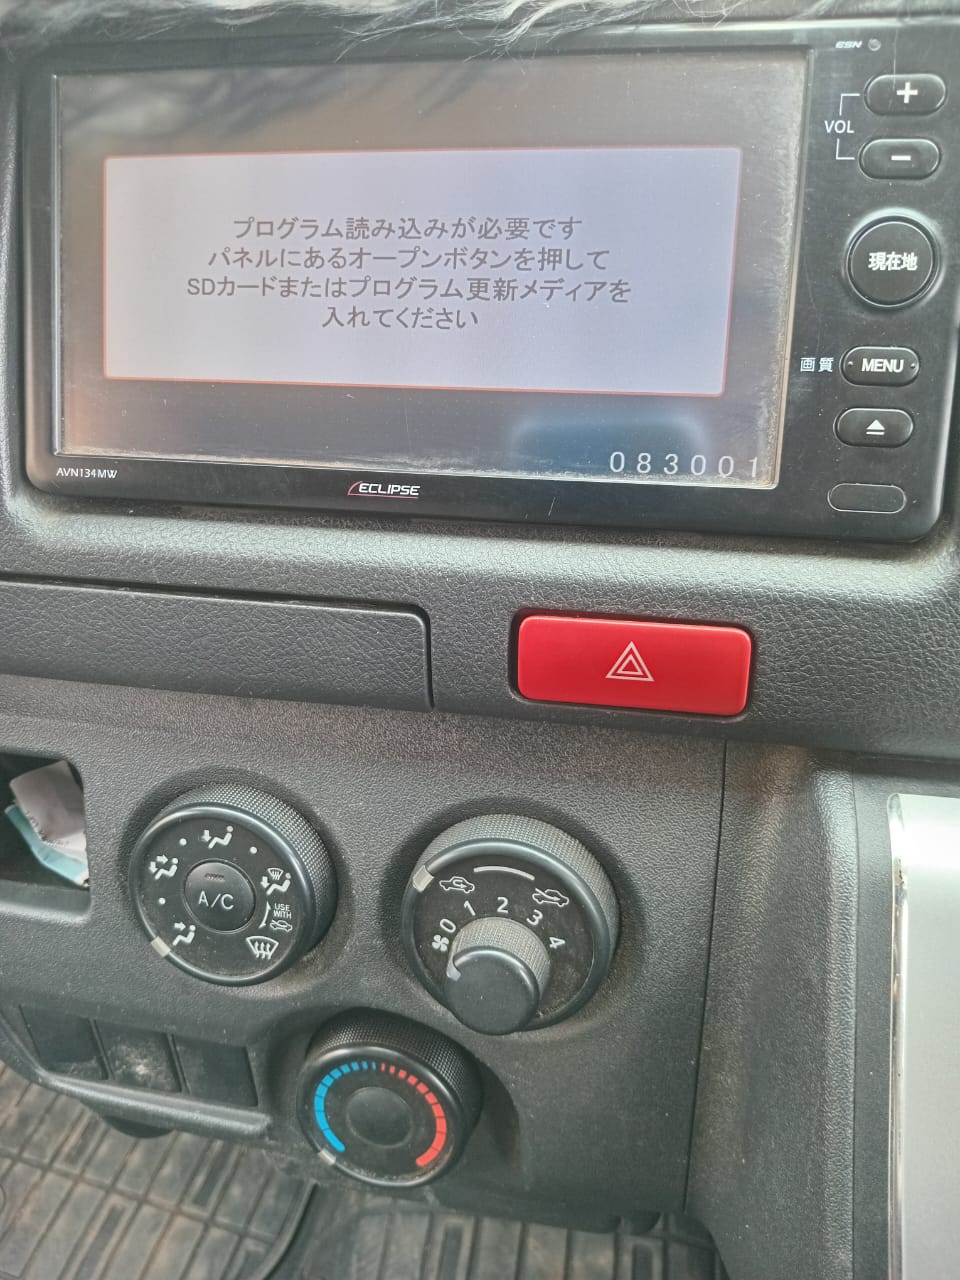 ESN
VOL
プログラム読み込みが必要です
パネルにあるオープンボタンを押して
SDカードまたはプログラム更新メディアを
入れてください
現在地
画質 MENU
083001
AVN134MW
ECLIPSE
A/C
USE
WITH
0 1 2 3 4